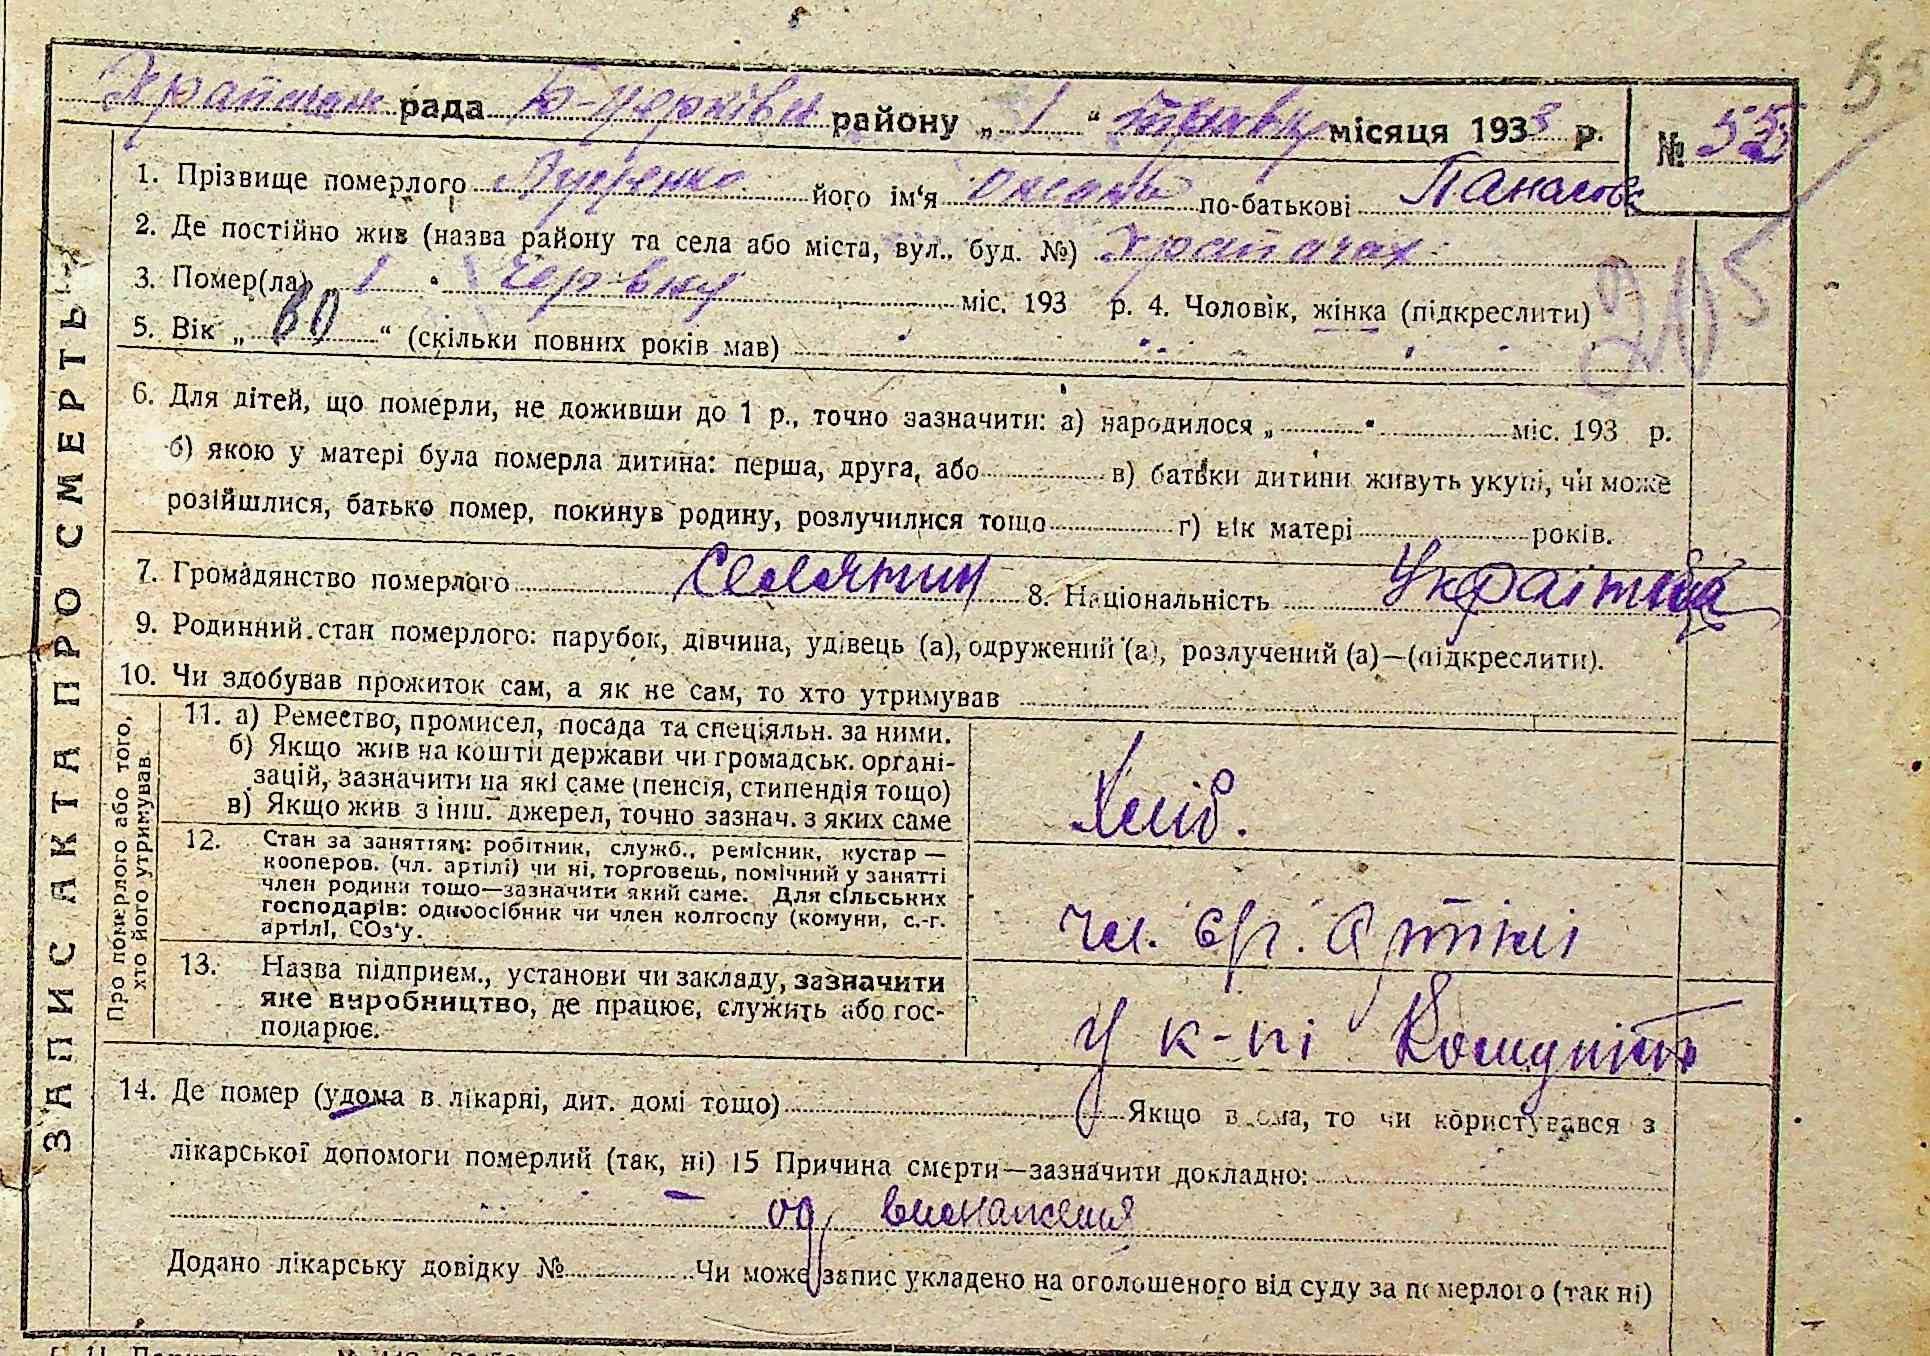 Храпачан рада Б-Церківн району „ 1 “ травня місяця 1933 р. № 55
1. Прізвище померлого його ім‘я Оксана по-батькові Панасовс
2. Де постійно жив (назва району та села або міста, вул., буд. №) Храпачах
3. Помер(ла) „ 1 “ червня міс. 193 р. 4. Чоловік, жінка (підкреслити)
205
5. Вік „ 60 “ (скільки повних років мав)
6. Для дітей, що померли, не доживши до 1 р., точно зазначити: а) народилося „ “ міс. 193 р.
б) якою у матері була померла дитина: перша, друга, або в) батьки дитини живуть укупі, чи може
розійшлися, батько помер, покинув родину, розлучилися тощо г) вік матері років.
7. Громадянство померлого Селянин 8. Національність Українка
9. Родинний стан померлого: парубок, дівчина, удівець (а), одружений (а), розлучений (а)—(підкреслити).
10. Чи здобував прожиток сам, а як не сам, то хто утримував
ЗАПИС АКТА ПРО СМЕРТЬ
Про померлого або того,
хто його утримував.
11. а) Ремество, промисел, посада та спеціяльн. за ними.
б) Якщо жив на кошти держави чи громадськ. органі-
зацій, зазначити на які саме (пенсія, стипендія тощо)
в) Якщо жив з інш. джерел, точно зазнач. з яких саме
Хліб.
12. Стан за заняттям: робітник, служб., ремісник, кустар—
кооперов. (чл. артілі) чи ні, торговець, помічний у занятті
член родини тощо—зазначити який саме. Для сільських
господарів: одноосібник чи член колгоспу (комуни, с.-г.
артілі, СОз'у.
чл. с/г. артілі
13. Назва підприєм., установи чи закладу, зазначити
яке виробництво, де працює, служить або гос-
подарює.
у к-пі Комуніст
14. Де помер (удома в лікарні, дит. домі тощо) Якщо вдома, то чи користувався з
лікарської допомоги померлий (так, ні) 15 Причина смерти—зазначити докладно:
од виснаження
Додано лікарську довідку № Чи може запис укладено на оголошеного від суду за померлого (так ні)